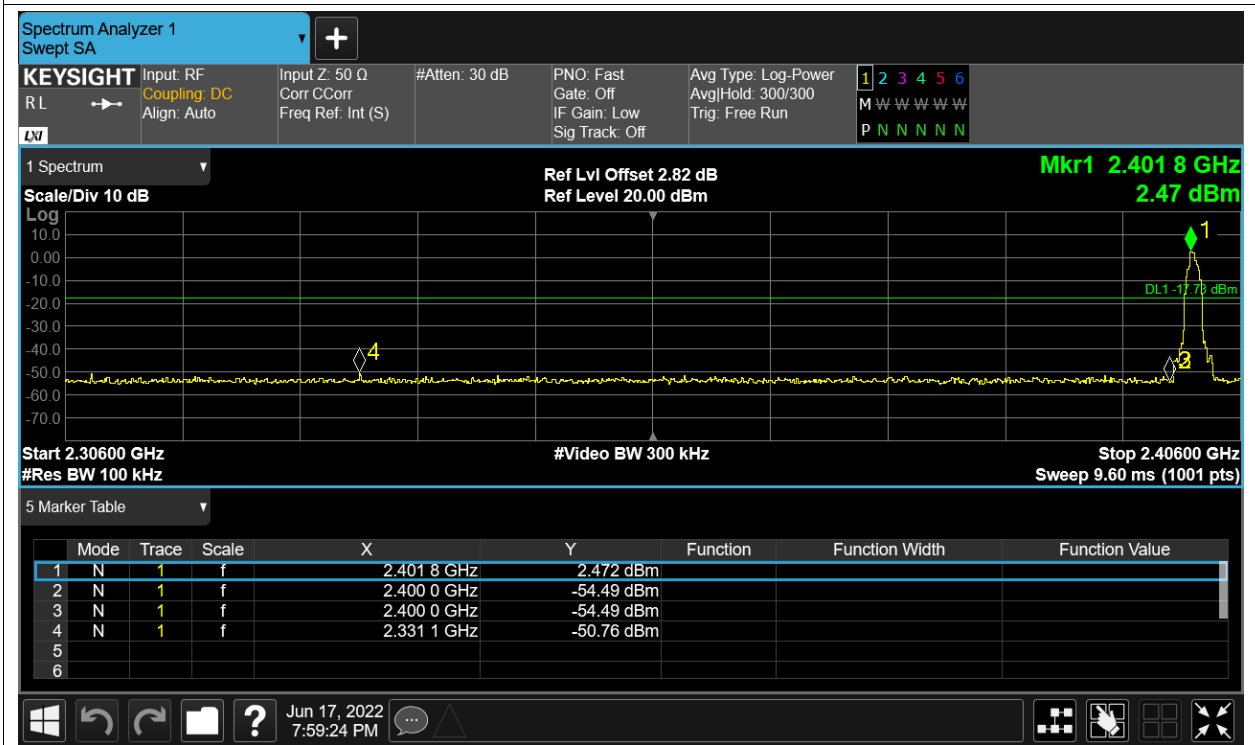 Spectrum Analyzer 1
Swept SA
KEYSIGHT Input: RF Input Z: 50 Ω #Atten: 30 dB PNO: Fast Avg Type: Log-Power 1 2 3 4 5 6
R L Coupling: DC Corr CCorr Gate: Off Avg|Hold: 300/300 M W W W W W
Align: Auto Freq Ref: Int (S) IF Gain: Low Trig: Free Run
LXI Sig Track: Off P N N N N N
1 Spectrum Ref Lvl Offset 2.82 dB Mkr1 2.401 8 GHz
Scale/Div 10 dB Ref Level 20.00 dBm 2.47 dBm
Log
1
10.0
0.00
-10.0
DL1 -17.73 dBm
-20.0
-30.0
-40.0
4
-50.0
-60.0
-70.0
Start 2.30600 GHz #Video BW 300 kHz Stop 2.40600 GHz
#Res BW 100 kHz Sweep 9.60 ms (1001 pts)
5 Marker Table
Mode Trace Scale X Y Function Function Width Function Value
1 N 1 f 2.401 8 GHz 2.472 dBm
2 N 1 f 2.400 0 GHz -54.49 dBm
3 N 1 f 2.400 0 GHz -54.49 dBm
4 N 1 f 2.331 1 GHz -50.76 dBm
5
6
? Jun 17, 2022
7:59:24 PM